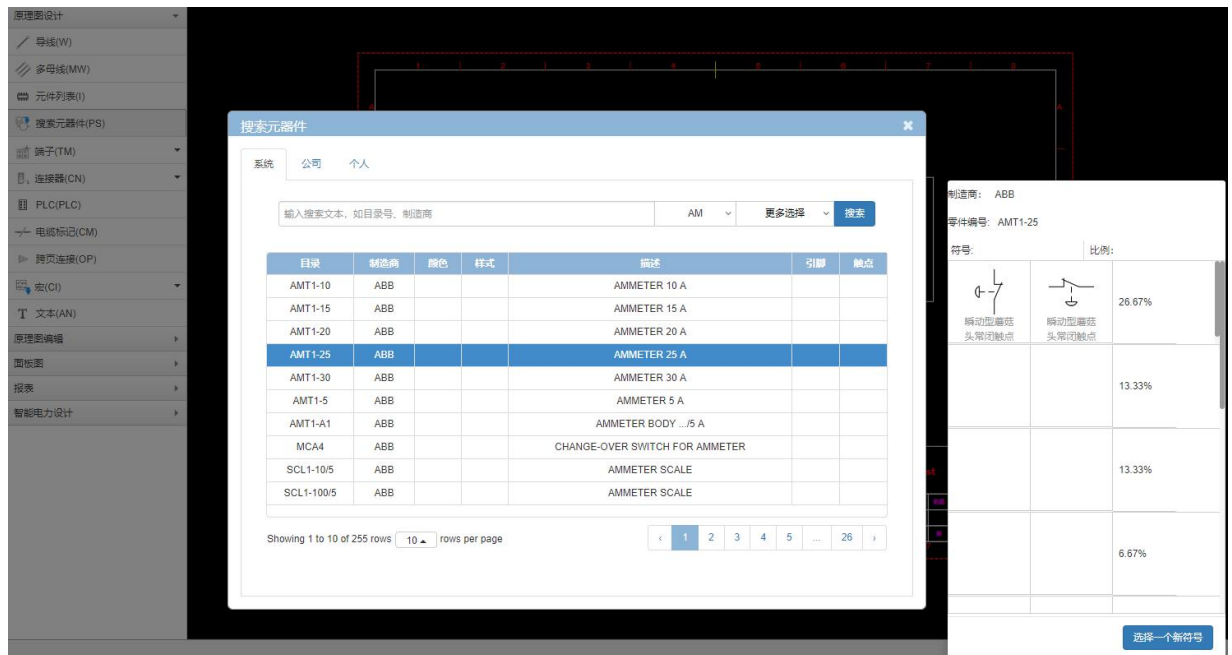 原理图设计
导线(W)
多母线(MW)
元件列表(I)
搜索元器件(PS)
端子(TM)
连接器(CN)
PLC(PLC)
电缆标记(CM)
跨页连接(OP)
宏(CI)
T 文本(AN)
原理图编辑
面板图
报表
智能电力设计
1 2 3 4 5 6 7 8
A A
搜索元器件
系统 公司 个人
输入搜索文本，如目录号、制造商 AM 更多选择 搜索
目录 制造商 颜色 样式 描述 引脚 触点
AMT1-10 ABB AMMETER 10 A
AMT1-15 ABB AMMETER 15 A
AMT1-20 ABB AMMETER 20 A
AMT1-25 ABB AMMETER 25 A
AMT1-30 ABB AMMETER 30 A
AMT1-5 ABB AMMETER 5 A
AMT1-A1 ABB AMMETER BODY .../5 A
MCA4 ABB CHANGE-OVER SWITCH FOR AMMETER
SCL1-10/5 ABB AMMETER SCALE
SCL1-100/5 ABB AMMETER SCALE
Showing 1 to 10 of 255 rows 10 rows per page ‹ 1 2 3 4 5 ... 26 ›
制造商： ABB
零件编号: AMT1-25
符号: 比例:
瞬动型蘑菇 瞬动型蘑菇 26.67%
头常闭触点 头常闭触点
13.33%
13.33%
6.67%
选择一个新符号